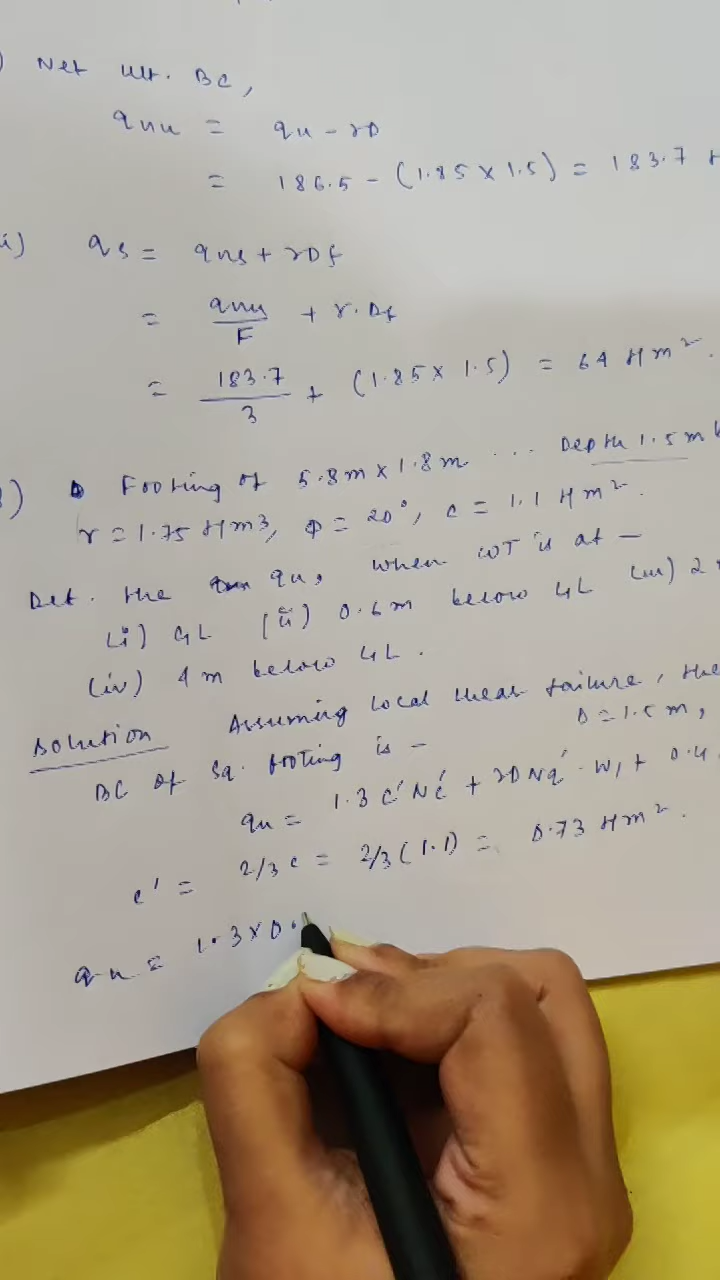 ) Net ult. BC,
qnu = qu - γD
= 186.5 - (1.85 × 1.5) = 183.7
ii) qs = qns + γDf
= qnu/F + γ.Df
= 183.7/3 + (1.85 × 1.5) = 64 t/m².
3) Footing of 5.8m × 1.8m ... Depth 1.5m
γ = 1.75 t/m3, φ = 20°, c = 1.1 t/m².
Det. the qu, when WT is at —
(i) GL (ii) 0.6m below GL (iii) 2
(iv) 4m below GL.
Solution Assuming local shear failure, the
BC of sq. footing is — D = 1.5m,
qu = 1.3 c'Nc' + γDNq'.W1 + 0.4
c' = 2/3 c = 2/3 (1.1) = 0.73 t/m².
qu = 1.3×0.